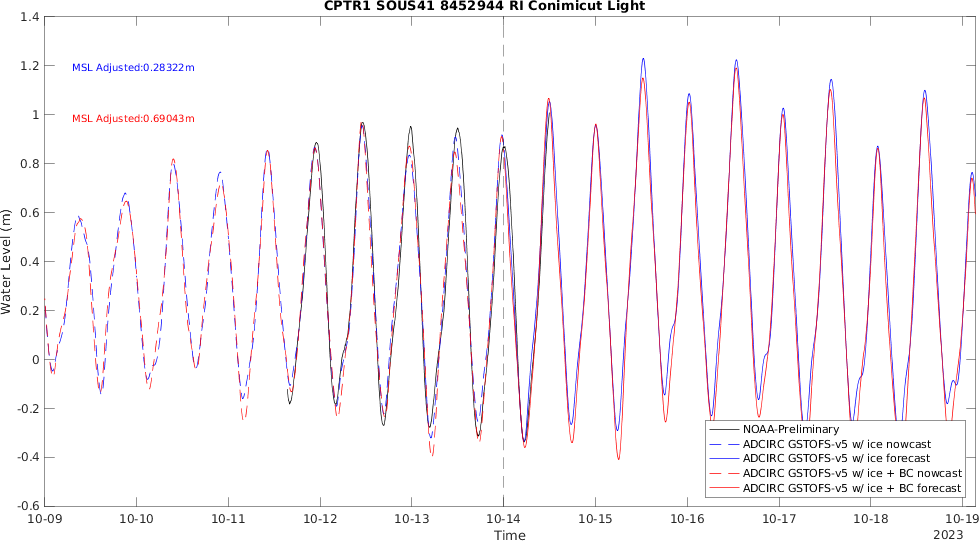 CPTR1 SOUS41 8452944 RI Conimicut Light
1.4
1.2
1
0.8
0.6
0.4
0.2
0
-0.2
-0.4
-0.6
Water Level (m)
MSL Adjusted:0.28322m
MSL Adjusted:0.69043m
NOAA-Preliminary
ADCIRC GSTOFS-v5 w/ ice nowcast
ADCIRC GSTOFS-v5 w/ ice forecast
ADCIRC GSTOFS-v5 w/ ice + BC nowcast
ADCIRC GSTOFS-v5 w/ ice + BC forecast
10-09 10-10 10-11 10-12 10-13 10-14 10-15 10-16 10-17 10-18 10-19
Time
2023